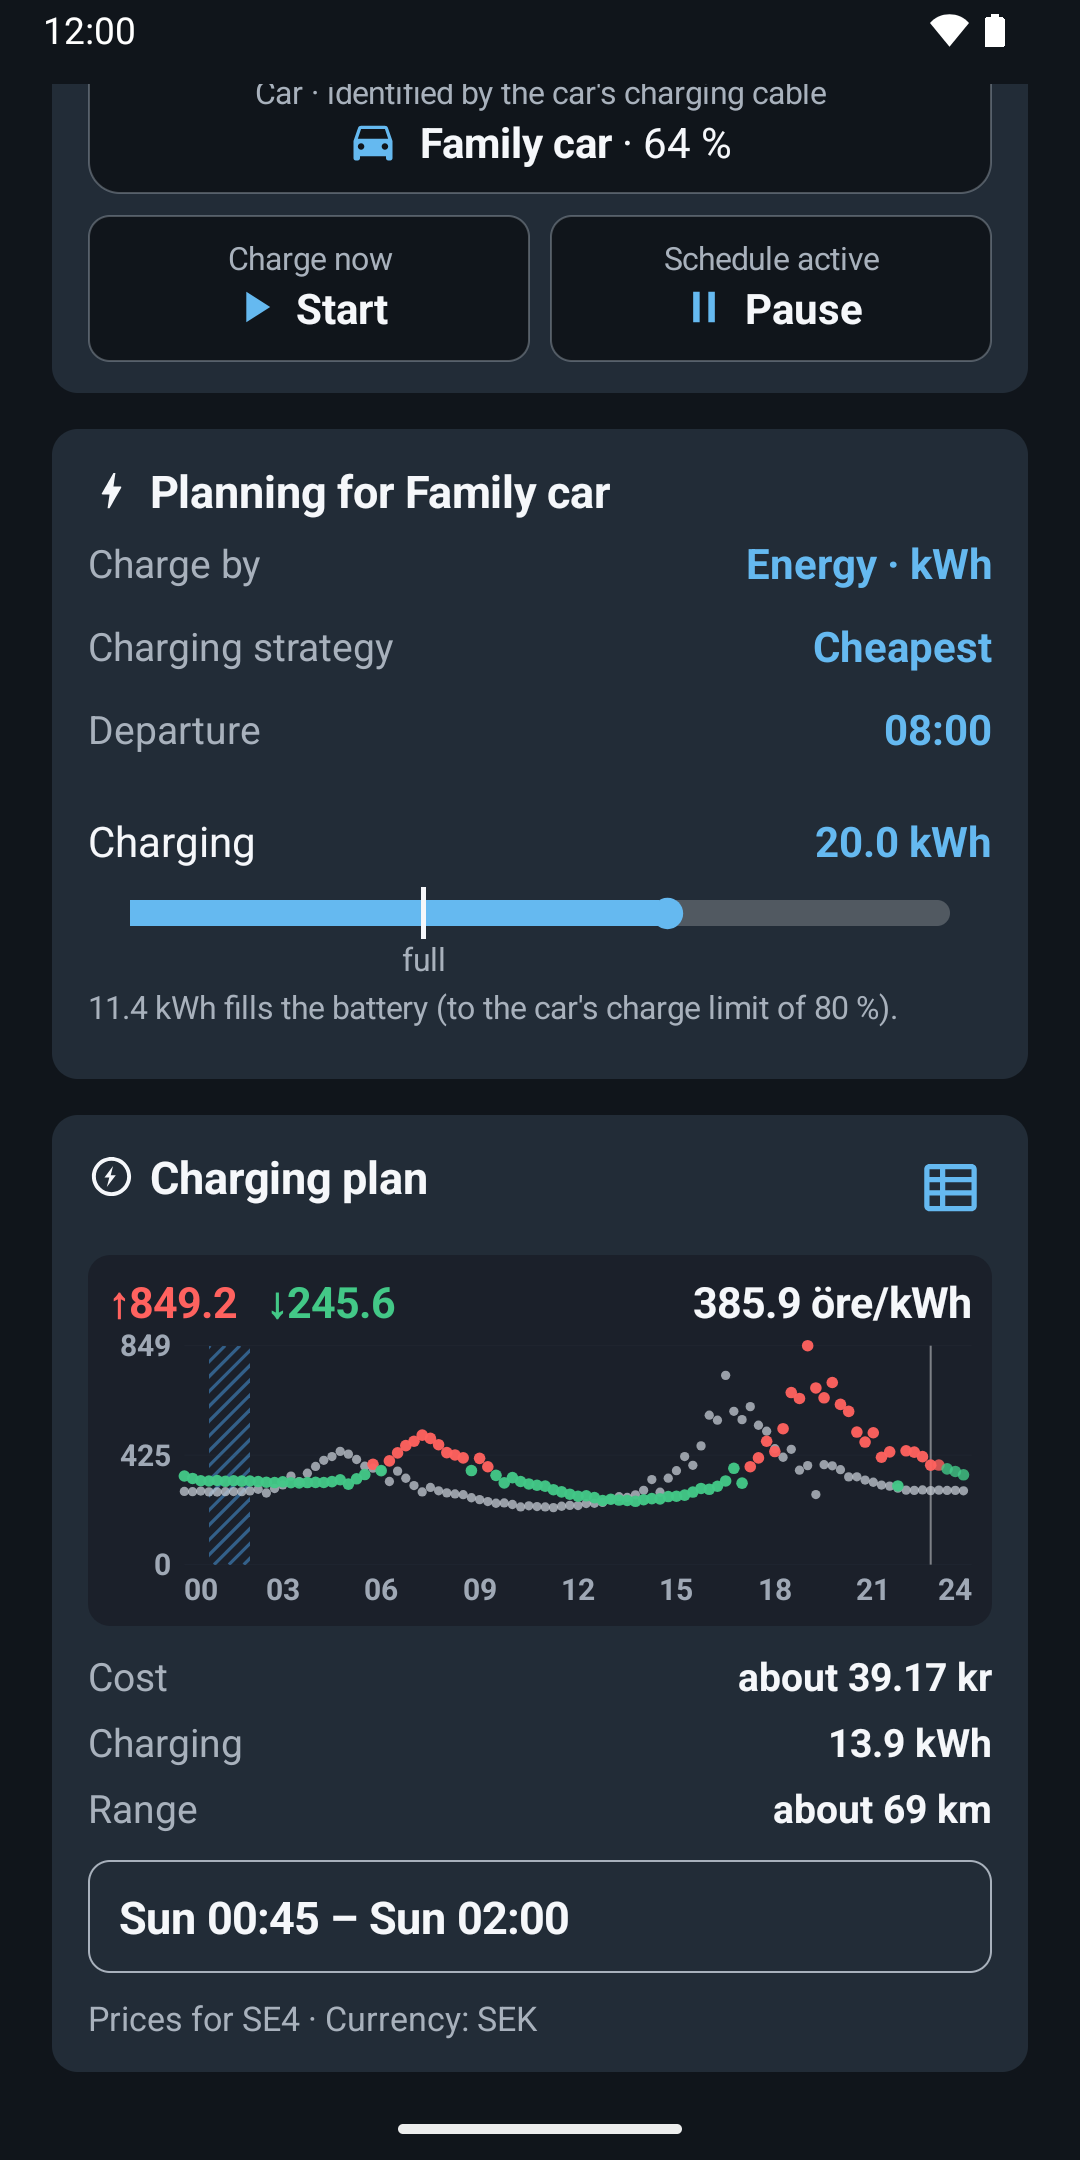 12:00
Car · identified by the car's charging cable
Family car · 64 %
Charge now
Start
Schedule active
Pause
Planning for Family car
Charge by
Energy · kWh
Charging strategy
Cheapest
Departure
08:00
Charging
20.0 kWh
full
11.4 kWh fills the battery (to the car's charge limit of 80 %).
Charging plan
↑849.2 ↓245.6
385.9 öre/kWh
849
425
0
00 03 06 09 12 15 18 21 24
Cost
about 39.17 kr
Charging
13.9 kWh
Range
about 69 km
Sun 00:45 – Sun 02:00
Prices for SE4 · Currency: SEK